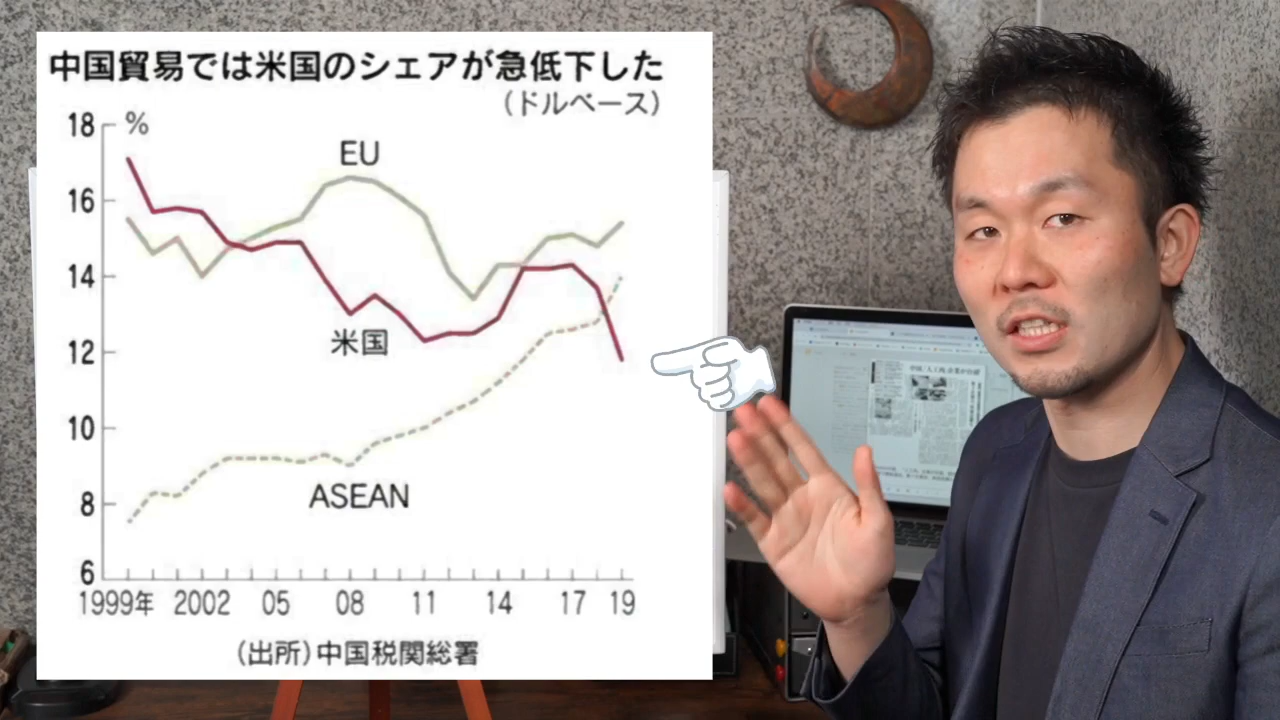 中国貿易では米国のシェアが急低下した
(ドルベース)
%
18
16
14
12
10
8
6
EU
米国
ASEAN
1999年 2002 05 08 11 14 17 19
(出所)中国税関総署